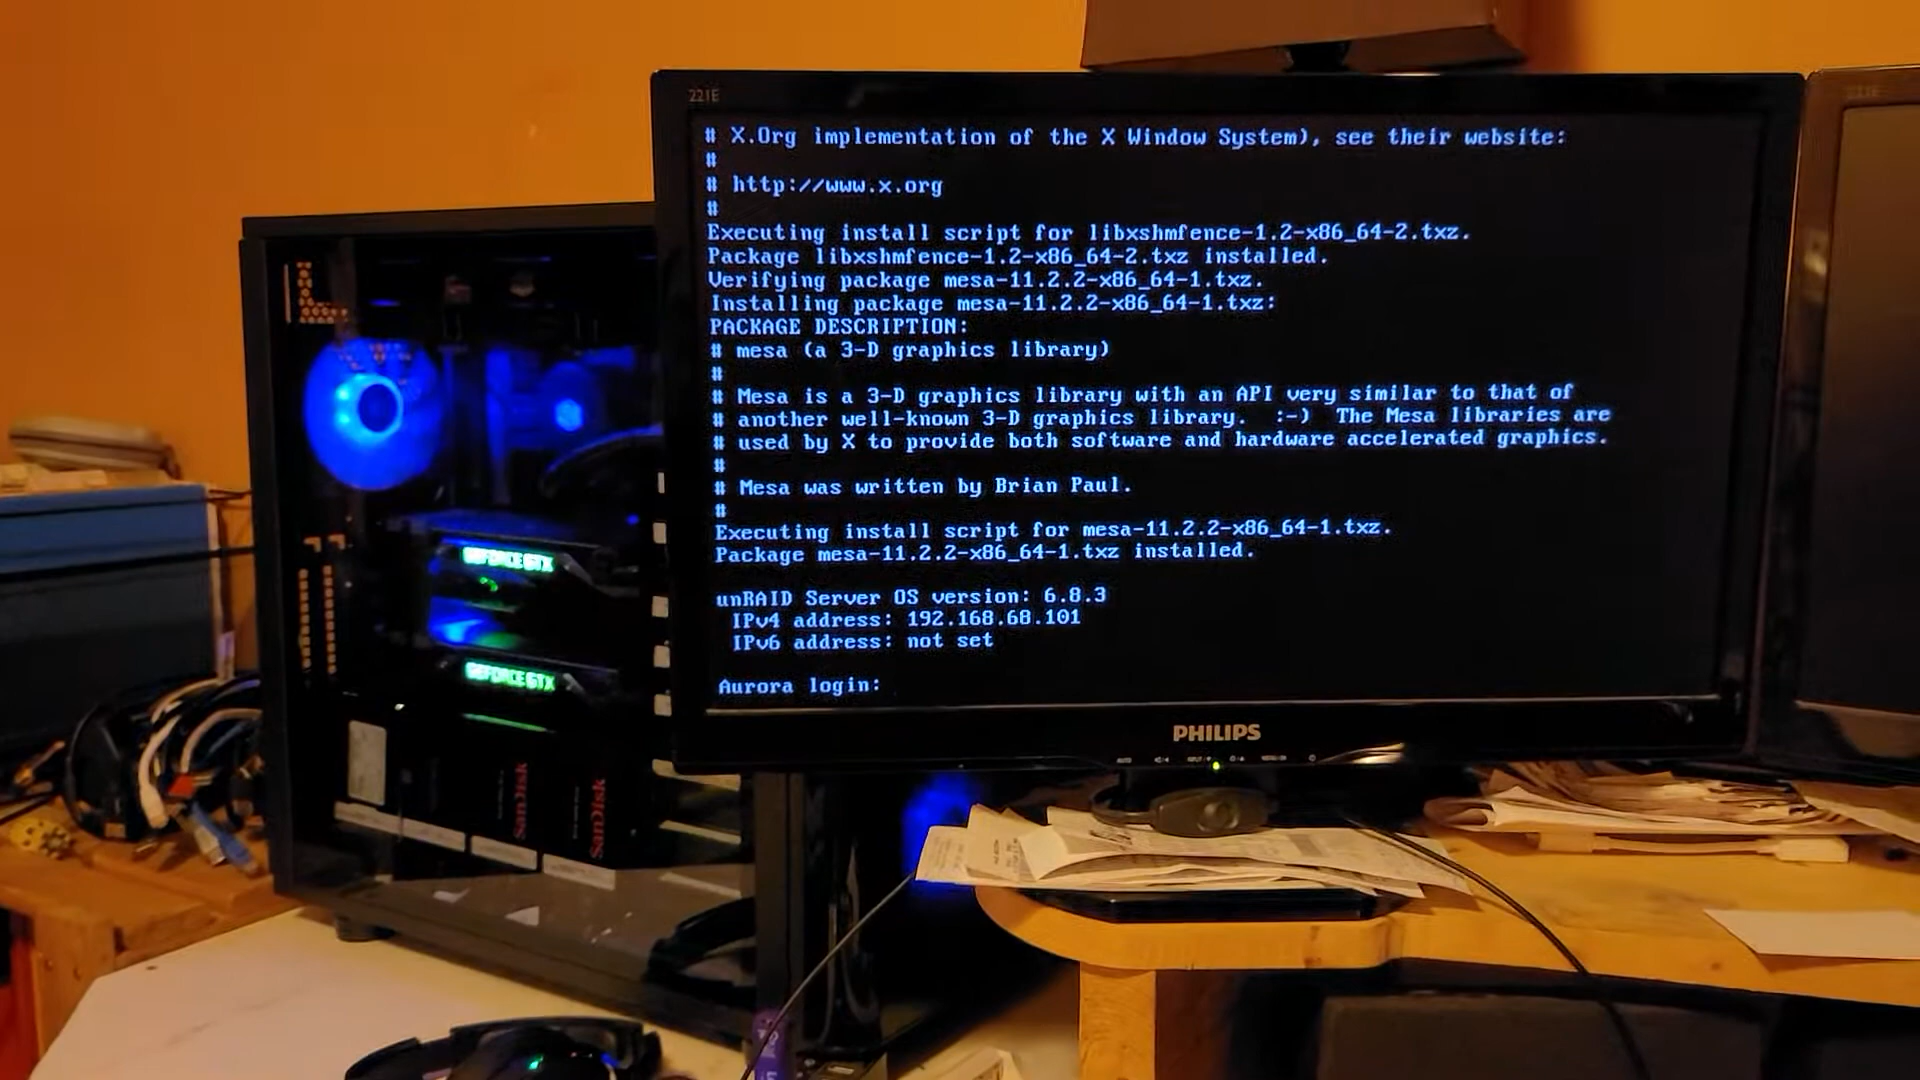 221E
# X.Org implementation of the X Window System), see their website:
#
# http://www.x.org
#
Executing install script for libxshmfence-1.2-x86_64-2.txz.
Package libxshmfence-1.2-x86_64-2.txz installed.
Verifying package mesa-11.2.2-x86_64-1.txz.
Installing package mesa-11.2.2-x86_64-1.txz:
PACKAGE DESCRIPTION:
# mesa (a 3-D graphics library)
#
# Mesa is a 3-D graphics library with an API very similar to that of
# another well-known 3-D graphics library.  :-)  The Mesa libraries are
# used by X to provide both software and hardware accelerated graphics.
#
# Mesa was written by Brian Paul.
#
Executing install script for mesa-11.2.2-x86_64-1.txz.
Package mesa-11.2.2-x86_64-1.txz installed.
unRAID Server OS version: 6.8.3
IPv4 address: 192.168.68.101
IPv6 address: not set
Aurora login:
PHILIPS
GEFORCE GTX
GEFORCE GTX
SanDisk
SanDisk